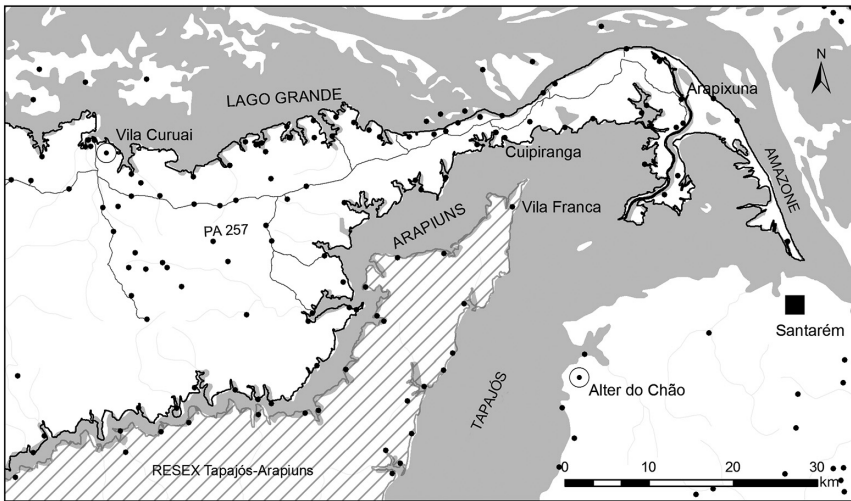 N
LAGO GRANDE
Arapixuna
Vila Curuai
Cuipiranga
AMAZONE
Vila Franca
ARAPIUNS
PA 257
Santarém
TAPAJÓS
Alter do Chão
RESEX Tapajós-Arapiuns
0 10 20 30
km